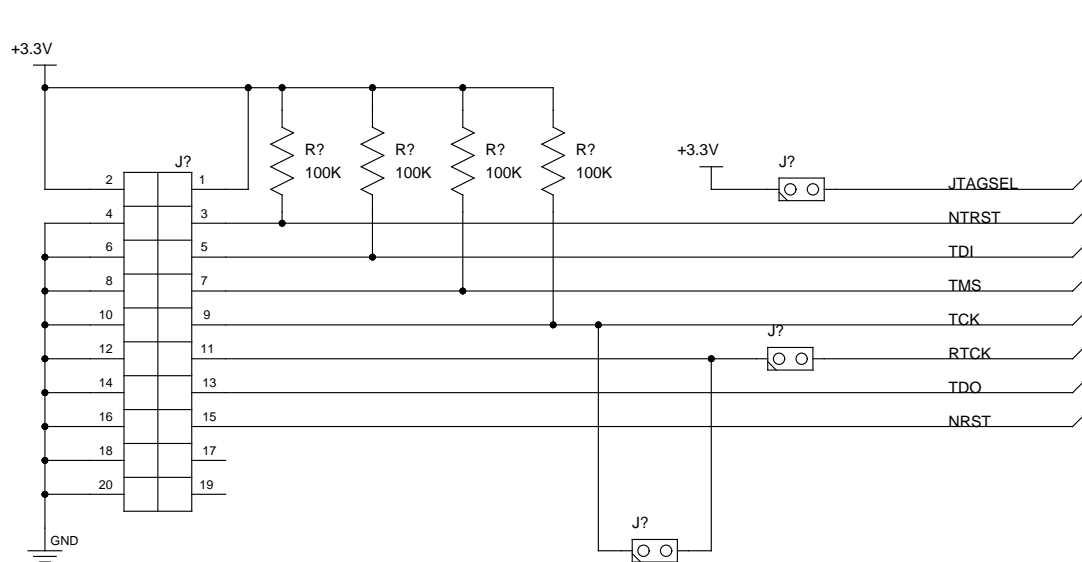 +3.3V
J?
R?
100K
R?
100K
R?
100K
R?
100K
+3.3V
J?
2 1 JTAGSEL
4 3 NTRST
6 5 TDI
8 7 TMS
10 9 TCK
J?
12 11 RTCK
14 13 TDO
16 15 NRST
18 17
20 19
J?
GND